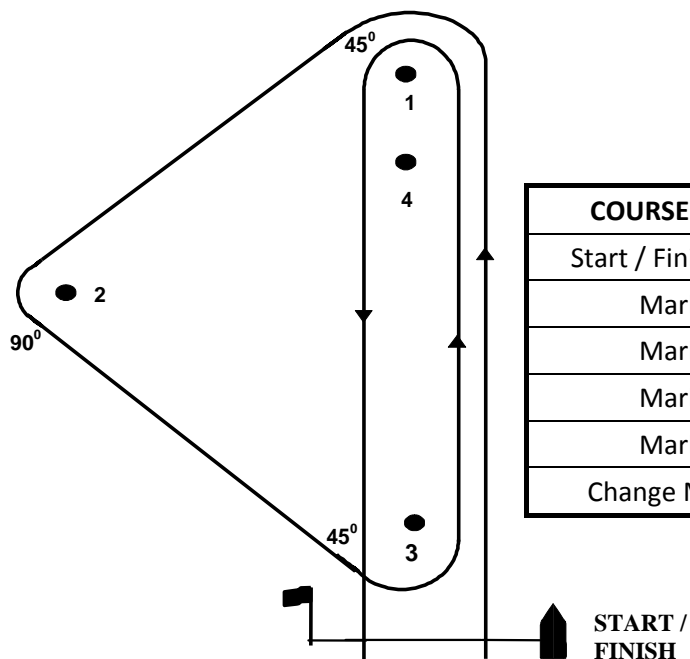 45⁰
1
4
2
90⁰
45⁰
3
COURSE
Start / Fin
Mar
Mar
Mar
Mar
Change
START /
FINISH